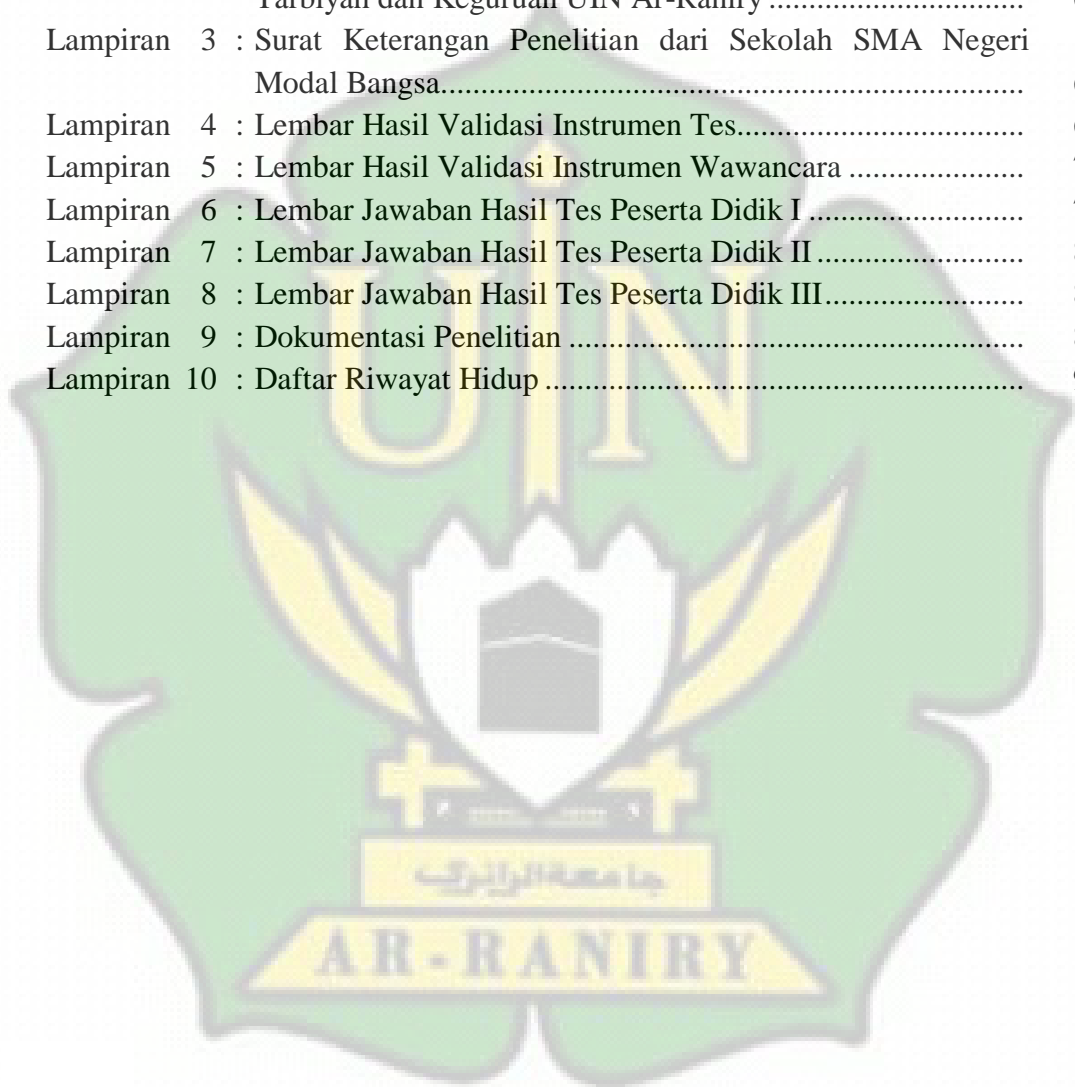 Tarbiyah dan Keguruan UIN Ar-Raniry ................................
Lampiran 3 : Surat Keterangan Penelitian dari Sekolah SMA Negeri
Modal Bangsa.........................................................................
Lampiran 4 : Lembar Hasil Validasi Instrumen Tes....................................
Lampiran 5 : Lembar Hasil Validasi Instrumen Wawancara ......................
Lampiran 6 : Lembar Jawaban Hasil Tes Peserta Didik I ...........................
Lampiran 7 : Lembar Jawaban Hasil Tes Peserta Didik II ..........................
Lampiran 8 : Lembar Jawaban Hasil Tes Peserta Didik III.........................
Lampiran 9 : Dokumentasi Penelitian .........................................................
Lampiran 10 : Daftar Riwayat Hidup ............................................................
UIN
جامعة الرانري
AR-RANIRY